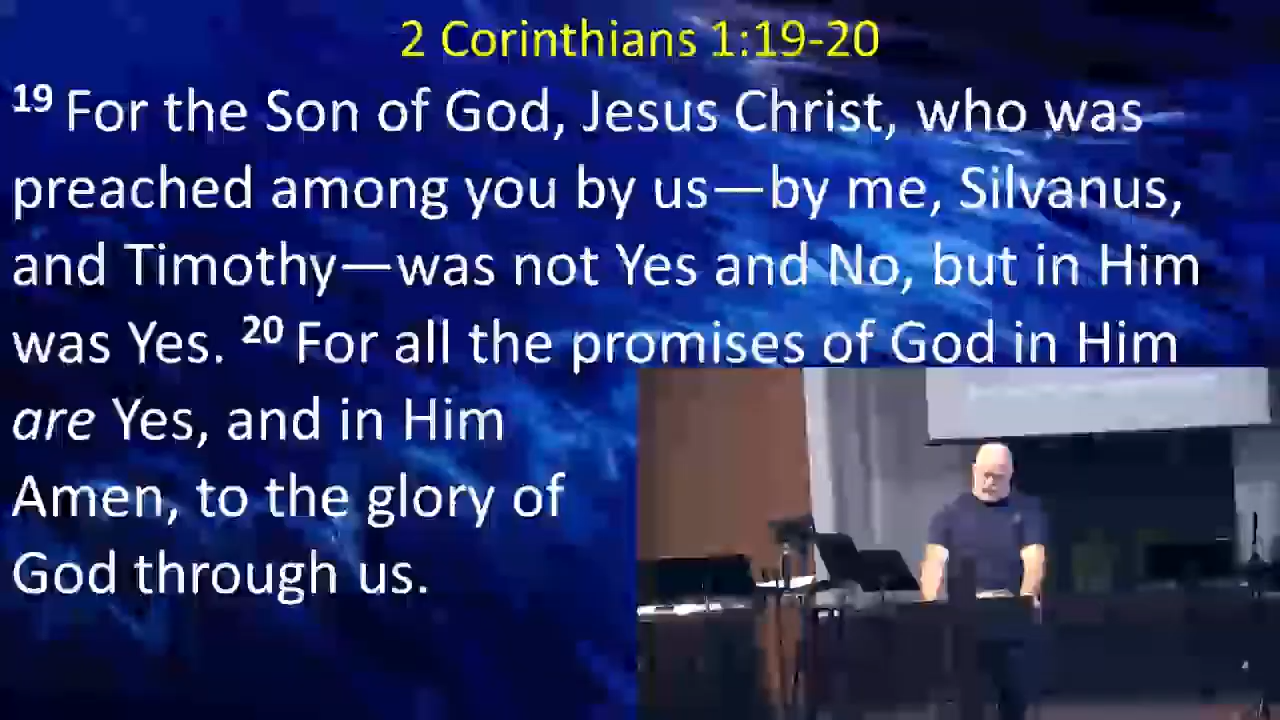 2 Corinthians 1:19-20
19 For the Son of God, Jesus Christ, who was
preached among you by us—by me, Silvanus,
and Timothy—was not Yes and No, but in Him
was Yes. 20 For all the promises of God in Him
are Yes, and in Him
Amen, to the glory of
God through us.